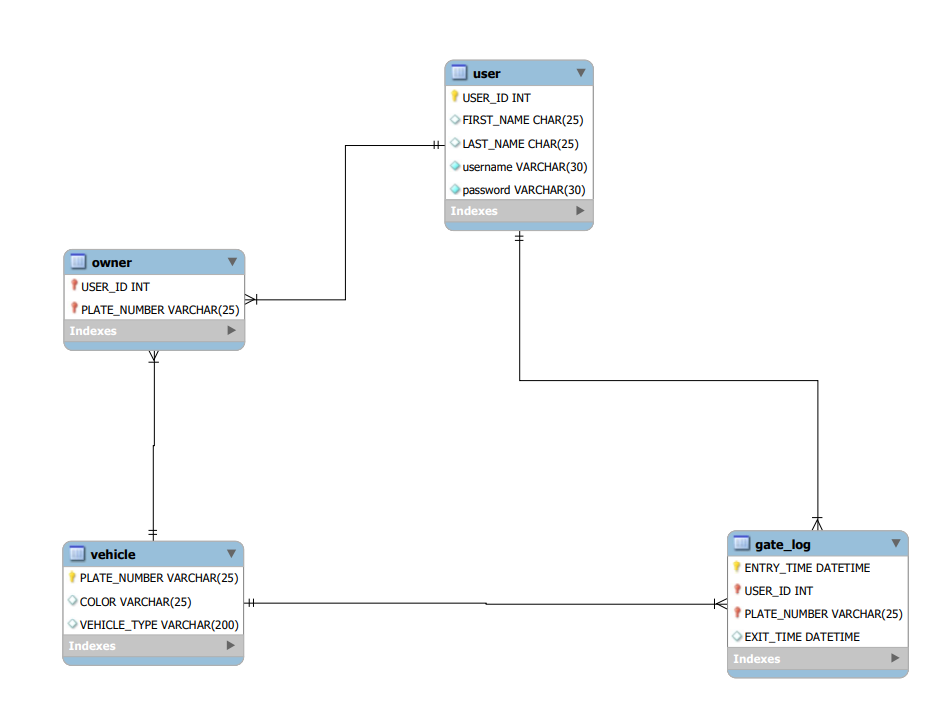 user
USER_ID INT
FIRST_NAME CHAR(25)
LAST_NAME CHAR(25)
username VARCHAR(30)
password VARCHAR(30)
Indexes
owner
USER_ID INT
PLATE_NUMBER VARCHAR(25)
Indexes
vehicle
PLATE_NUMBER VARCHAR(25)
COLOR VARCHAR(25)
VEHICLE_TYPE VARCHAR(200)
Indexes
gate_log
ENTRY_TIME DATETIME
USER_ID INT
PLATE_NUMBER VARCHAR(25)
EXIT_TIME DATETIME
Indexes